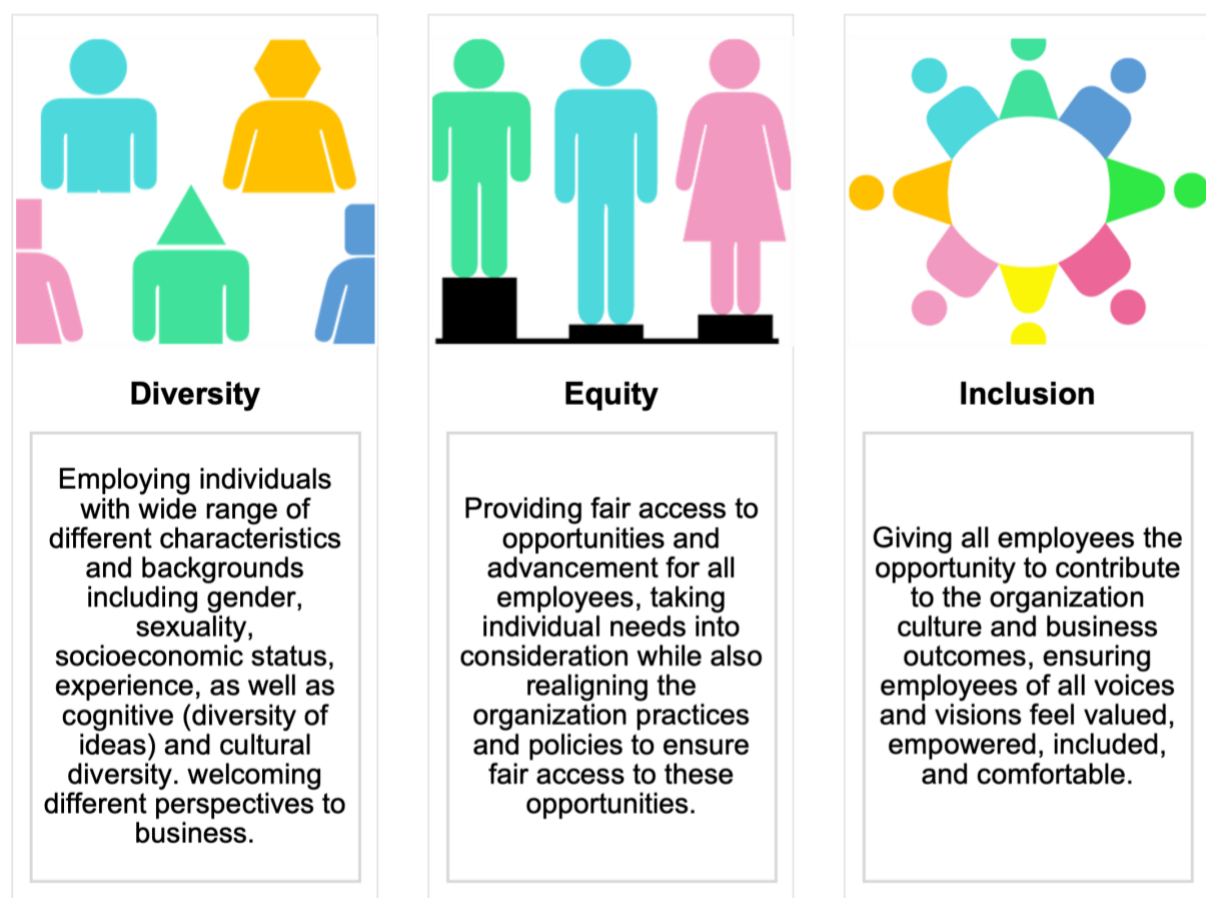 Diversity
Employing individuals
with wide range of
different characteristics
and backgrounds
including gender,
sexuality,
socioeconomic status,
experience, as well as
cognitive (diversity of
ideas) and cultural
diversity. welcoming
different perspectives to
business.
Equity
Providing fair access to
opportunities and
advancement for all
employees, taking
individual needs into
consideration while also
realigning the
organization practices
and policies to ensure
fair access to these
opportunities.
Inclusion
Giving all employees the
opportunity to contribute
to the organization
culture and business
outcomes, ensuring
employees of all voices
and visions feel valued,
empowered, included,
and comfortable.